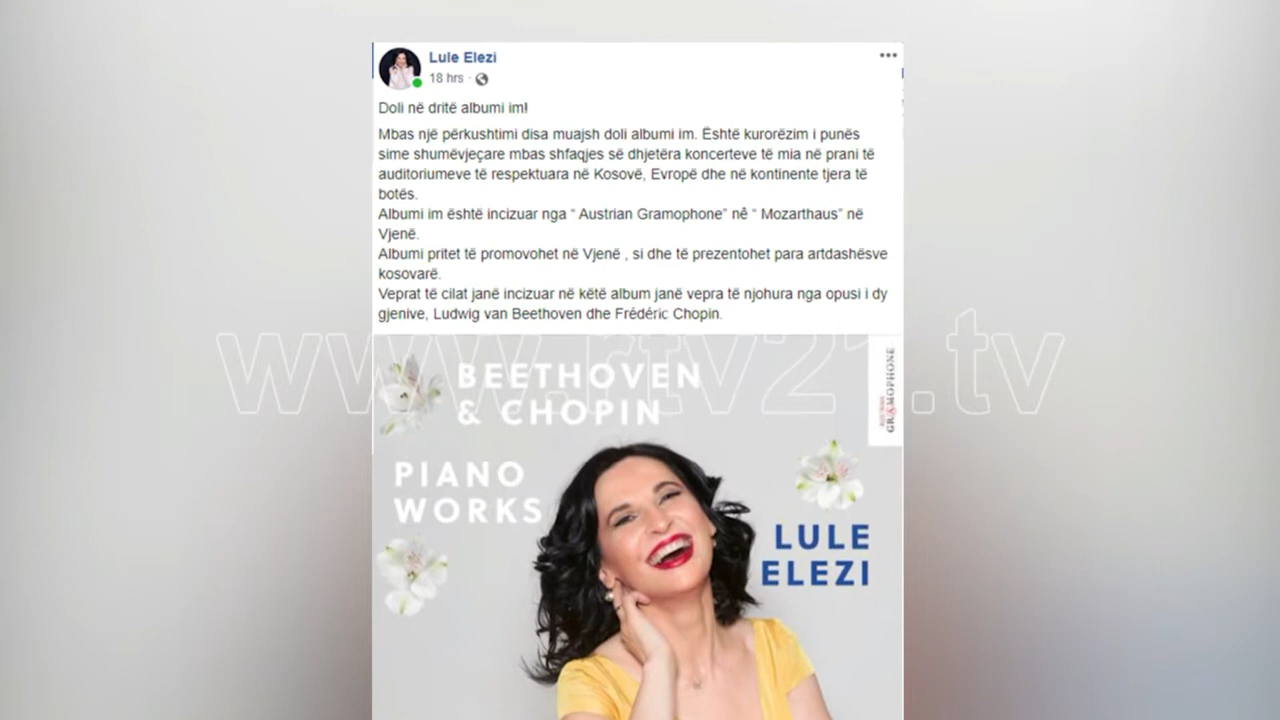 Lule Elezi
18 hrs ·
Doli në dritë albumi im!
Mbas një përkushtimi disa muajsh doli albumi im. Është kurorëzim i punës
sime shumëvjeçare mbas shfaqjes së dhjetëra koncerteve të mia në prani të
auditoriumeve të respektuara në Kosovë, Evropë dhe në kontinente tjera të
botës.
Albumi im është incizuar nga “ Austrian Gramophone” në “ Mozarthaus” në
Vjenë.
Albumi pritet të promovohet në Vjenë , si dhe të prezentohet para artdashësve
kosovarë.
Veprat të cilat janë incizuar në këtë album janë vepra të njohura nga opusi i dy
gjenive, Ludwig van Beethoven dhe Frédéric Chopin.
www.rtv21.tv
BEETHOVEN
& CHOPIN
GRAMOPHONE
PIANO
WORKS
LULE
ELEZI